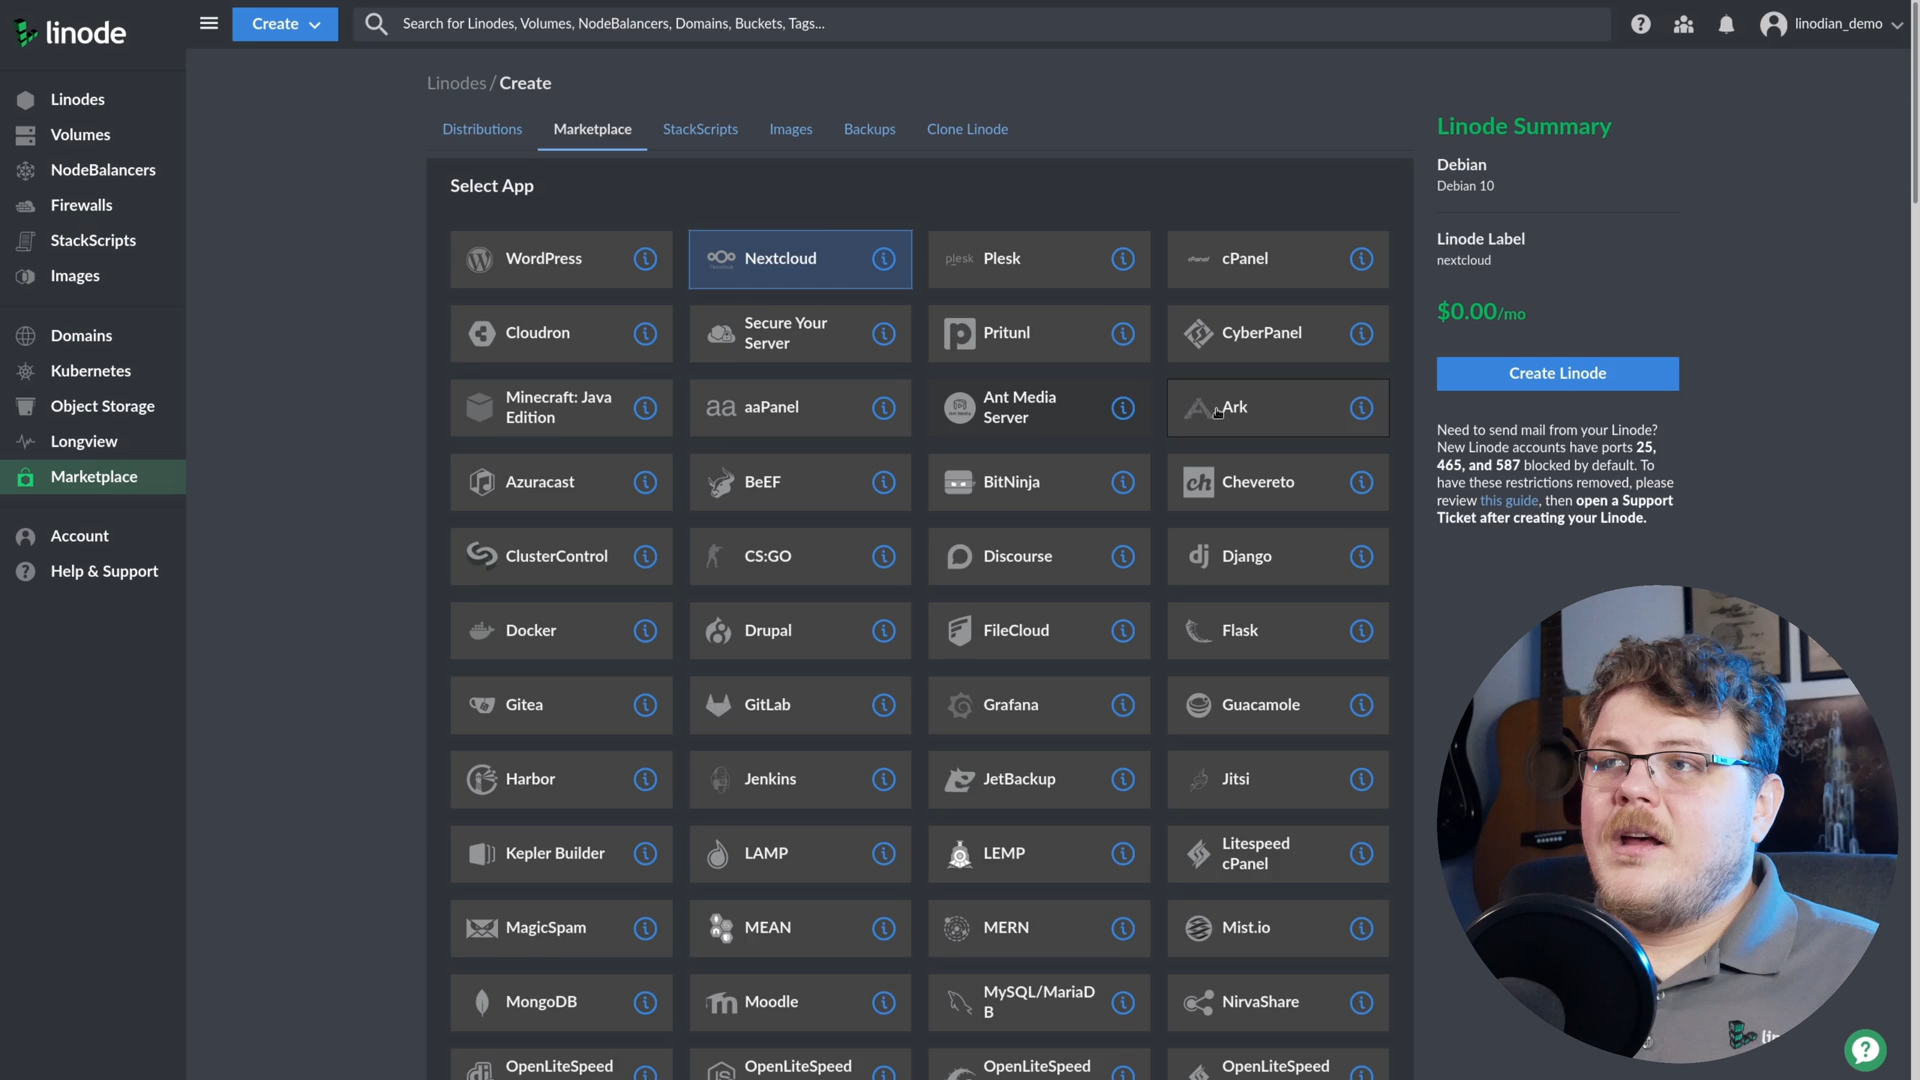 linode
Create
Search for Linodes, Volumes, NodeBalancers, Domains, Buckets, Tags...
linodian_demo
Linodes
Volumes
NodeBalancers
Firewalls
StackScripts
Images
Domains
Kubernetes
Object Storage
Longview
Marketplace
Account
Help & Support
Linodes / Create
Distributions
Marketplace
StackScripts
Images
Backups
Clone Linode
Select App
WordPress
Nextcloud
plesk
Plesk
cPanel
cPanel
Cloudron
Secure Your
Server
Pritunl
CyberPanel
Minecraft: Java
Edition
aa
aaPanel
Ant Media
Server
Ark
Azuracast
BeEF
BitNinja
ch
Chevereto
ClusterControl
CS:GO
Discourse
dj
Django
Docker
Drupal
FileCloud
Flask
Gitea
GitLab
Grafana
Guacamole
Harbor
Jenkins
JetBackup
Jitsi
Kepler Builder
LAMP
LEMP
Litespeed
cPanel
MagicSpam
MEAN
MERN
Mist.io
MongoDB
Moodle
MySQL/MariaD
B
NirvaShare
OpenLiteSpeed
OpenLiteSpeed
OpenLiteSpeed
OpenLiteSpeed
Linode Summary
Debian
Debian 10
Linode Label
nextcloud
$0.00/mo
Create Linode
Need to send mail from your Linode?
New Linode accounts have ports 25,
465, and 587 blocked by default. To
have these restrictions removed, please
review this guide, then open a Support
Ticket after creating your Linode.